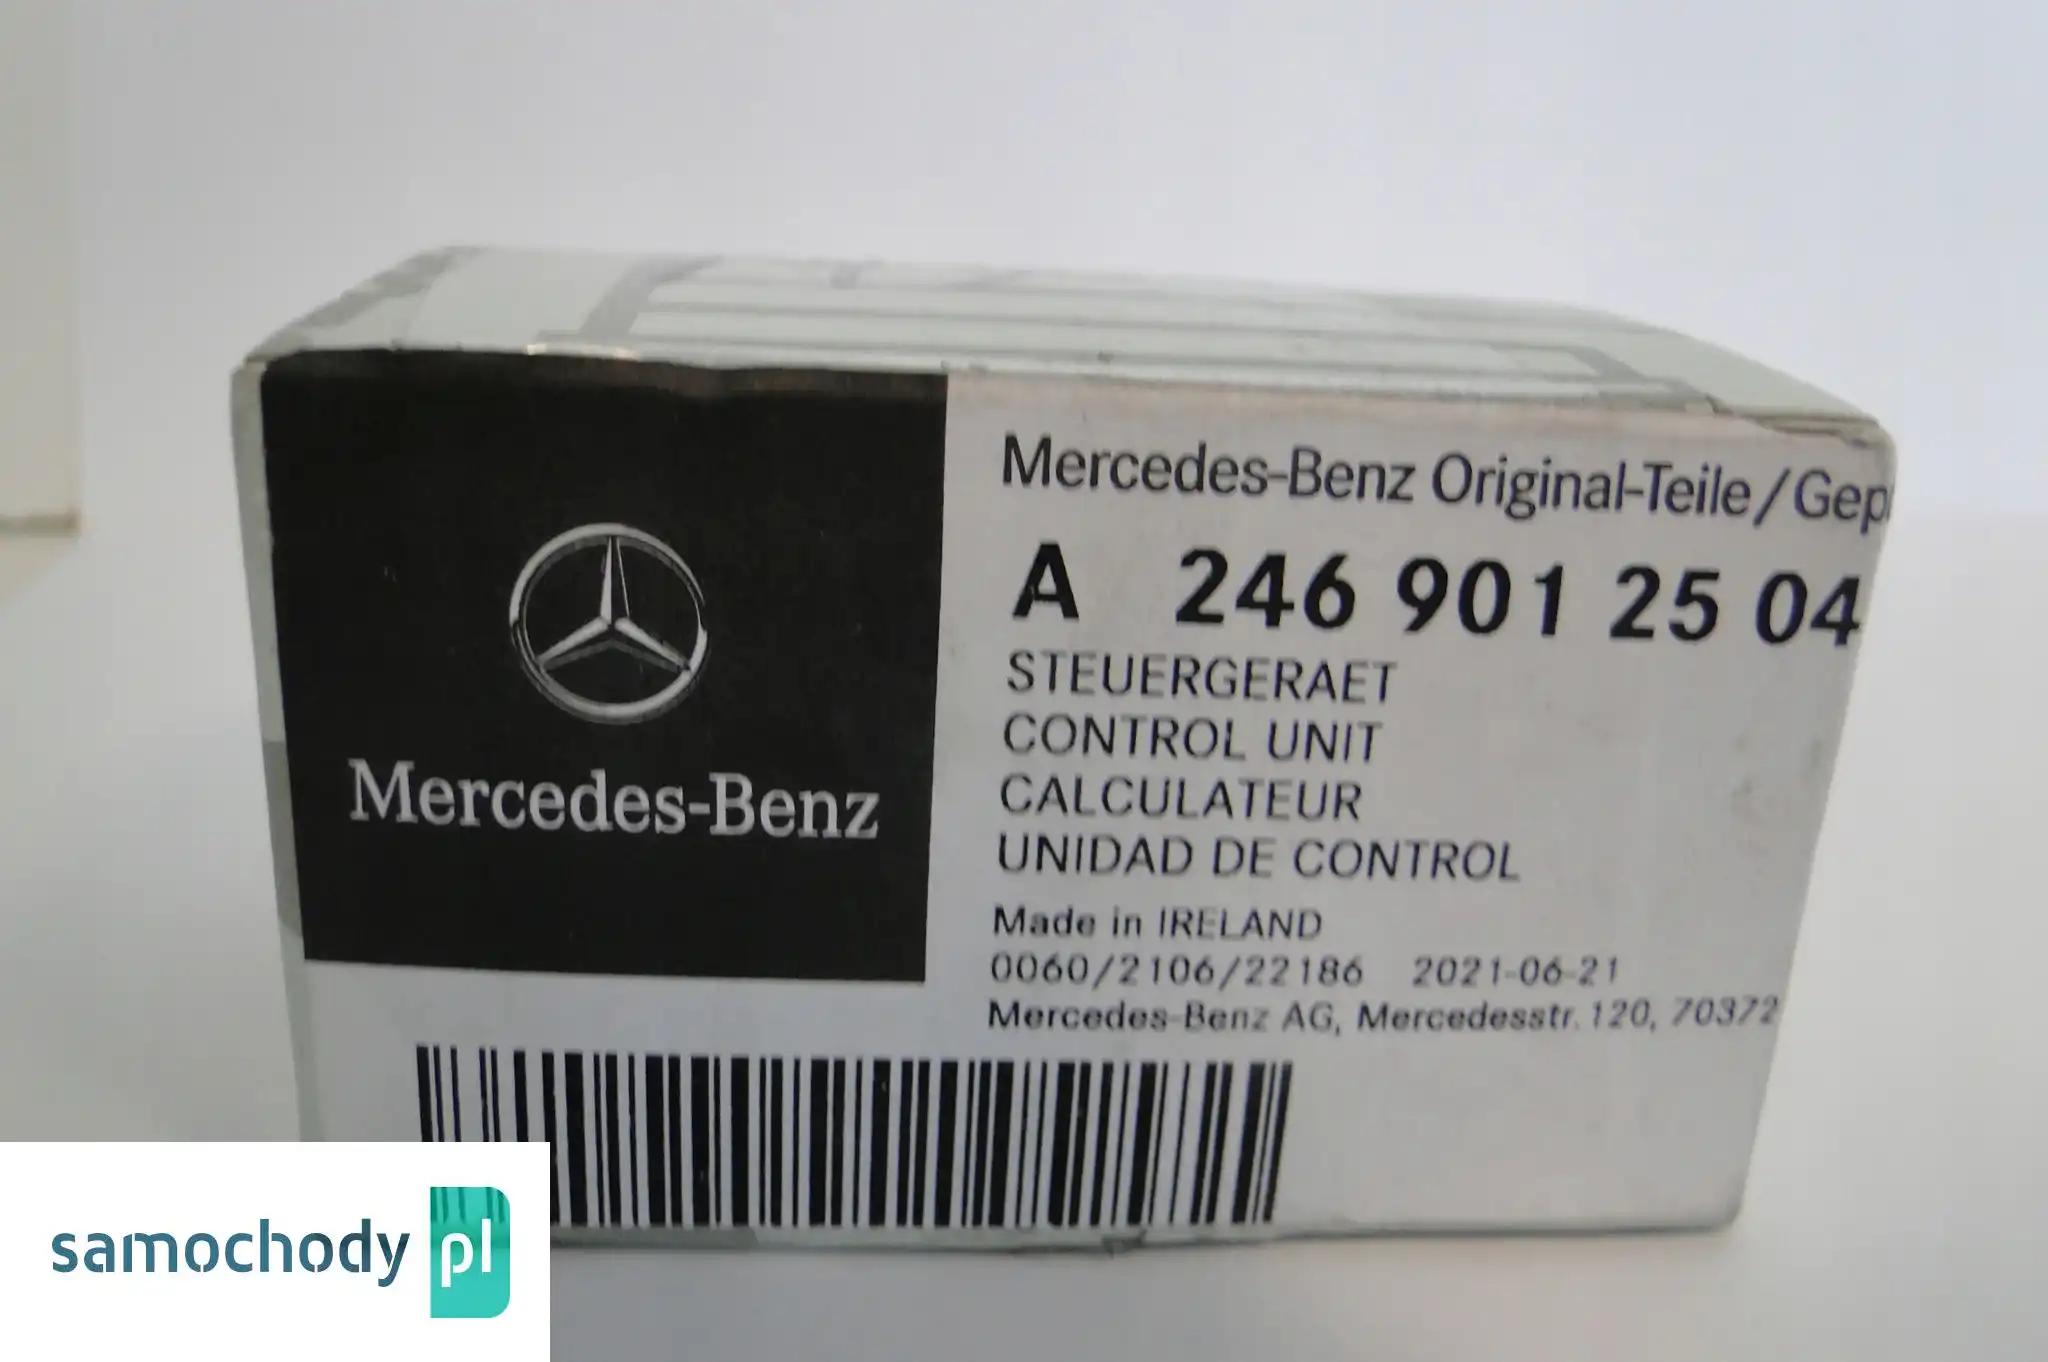 Mercedes-Benz
Mercedes-Benz Original-Teile/Gep
A 246 901 25 04
STEUERGERAET
CONTROL UNIT
CALCULATEUR
UNIDAD DE CONTROL
Made in IRELAND
0060/2106/22186 2021-06-21
Mercedes-Benz AG, Mercedesstr. 120, 70372
samochody pl